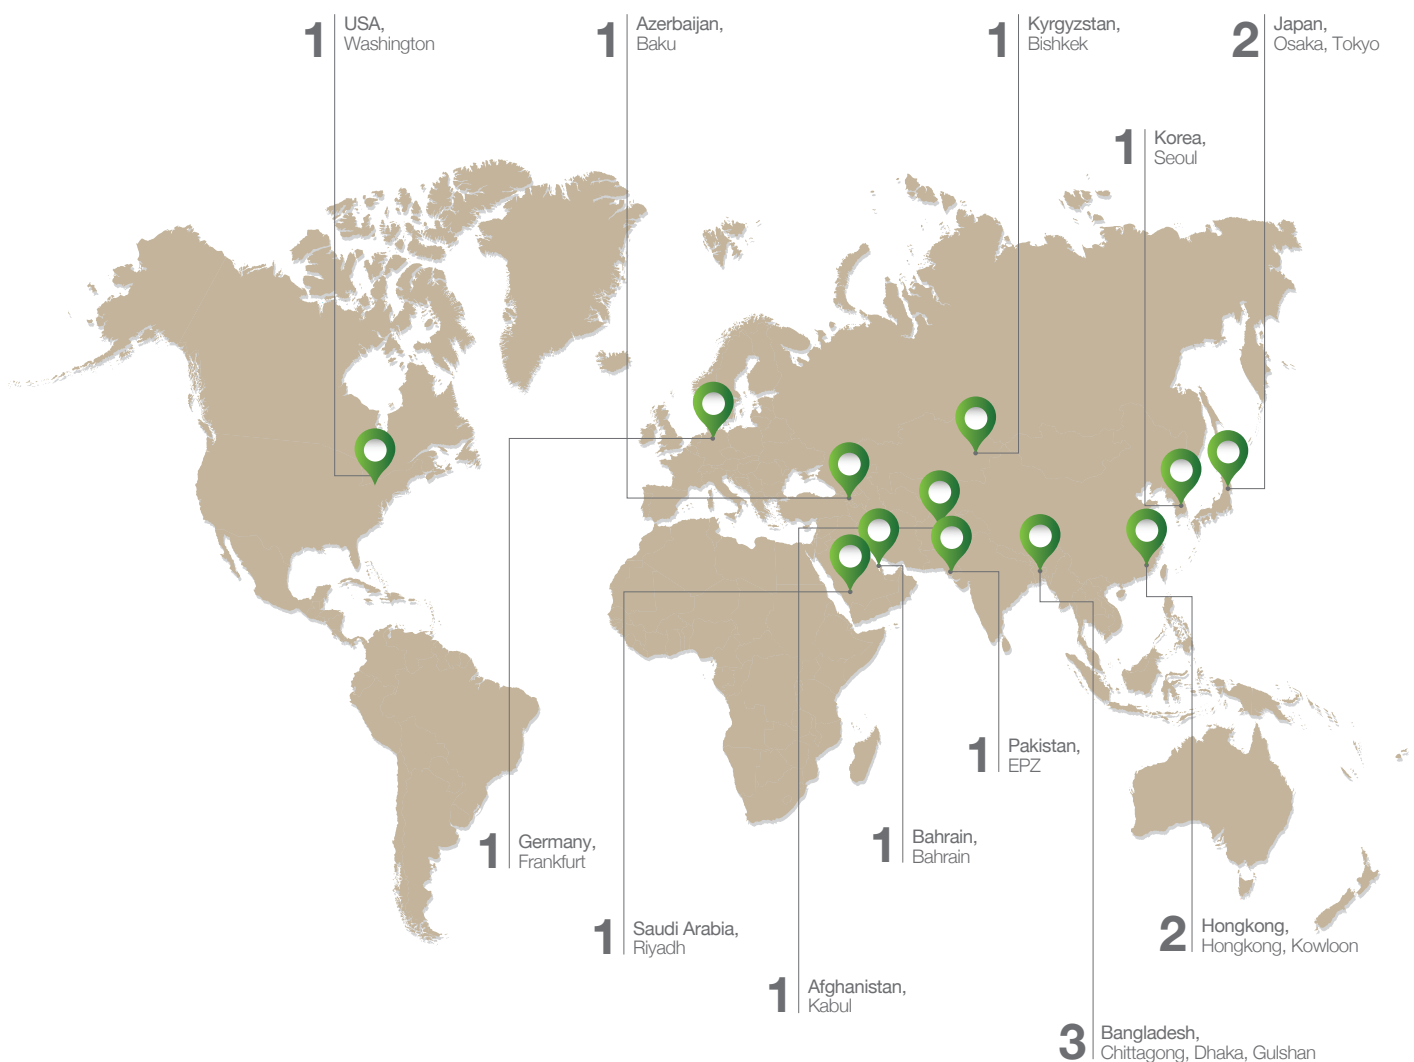 1
USA,
Washington
1
Azerbaijan,
Baku
1
Kyrgyzstan,
Bishkek
2
Japan,
Osaka, Tokyo
1
Korea,
Seoul
1
Pakistan,
EPZ
1
Germany,
Frankfurt
1
Bahrain,
Bahrain
1
Saudi Arabia,
Riyadh
2
Hongkong,
Hongkong, Kowloon
1
Afghanistan,
Kabul
3
Bangladesh,
Chittagong, Dhaka, Gulshan